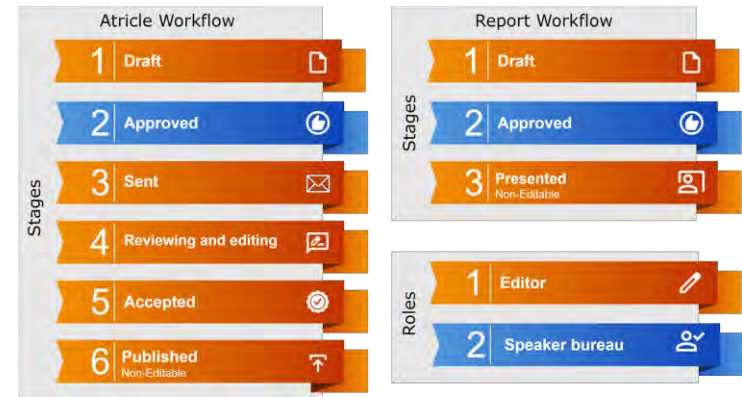 Atricle Workflow
Stages
1 Draft
2 Approved
3 Sent
4 Reviewing and editing
5 Accepted
6 Published
Non-Editable
Report Workflow
Stages
1 Draft
2 Approved
3 Presented
Non-Editable
Roles
1 Editor
2 Speaker bureau